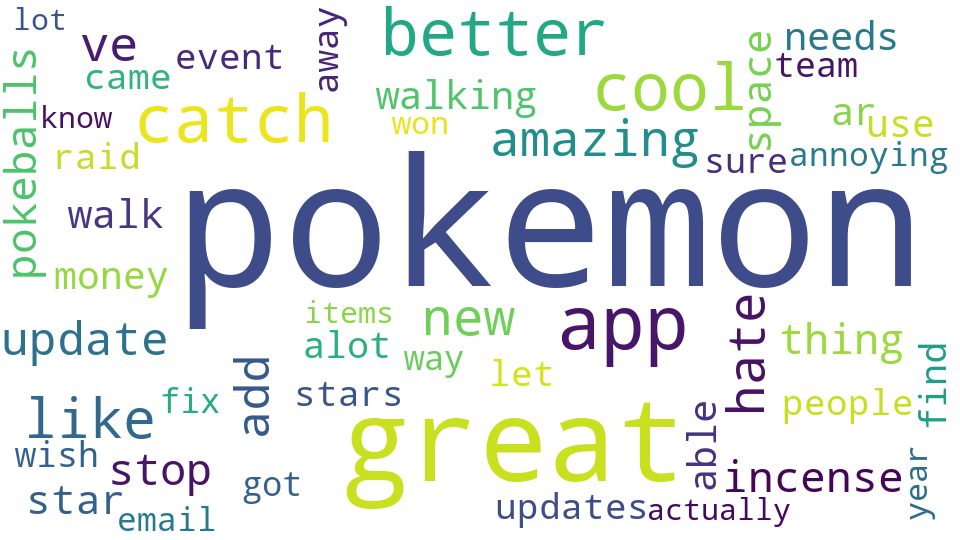 lot
ve
came
event
away
better
cool
space
needs
team
pokeballs
know
catch
walking
won
amazing
ar
use
raid
sure
annoying
walk
pokemon
money
update
items
alot
new
way
app
hate
thing
let
find
like
fix
add
stars
great
able
people
wish
stop
star
email
got
updates
incense
actually
year